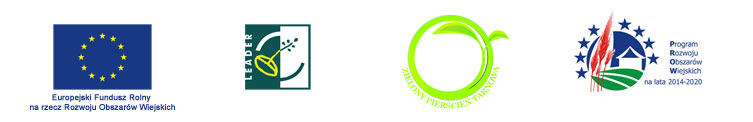 Europejski Fundusz Rolny
na rzecz Rozwoju Obszarów Wiejskich
LEADER
ZIELONY PIERŚCIEŃ TARNOWA
Program
Rozwoju
Obszarów
Wiejskich
na lata 2014-2020